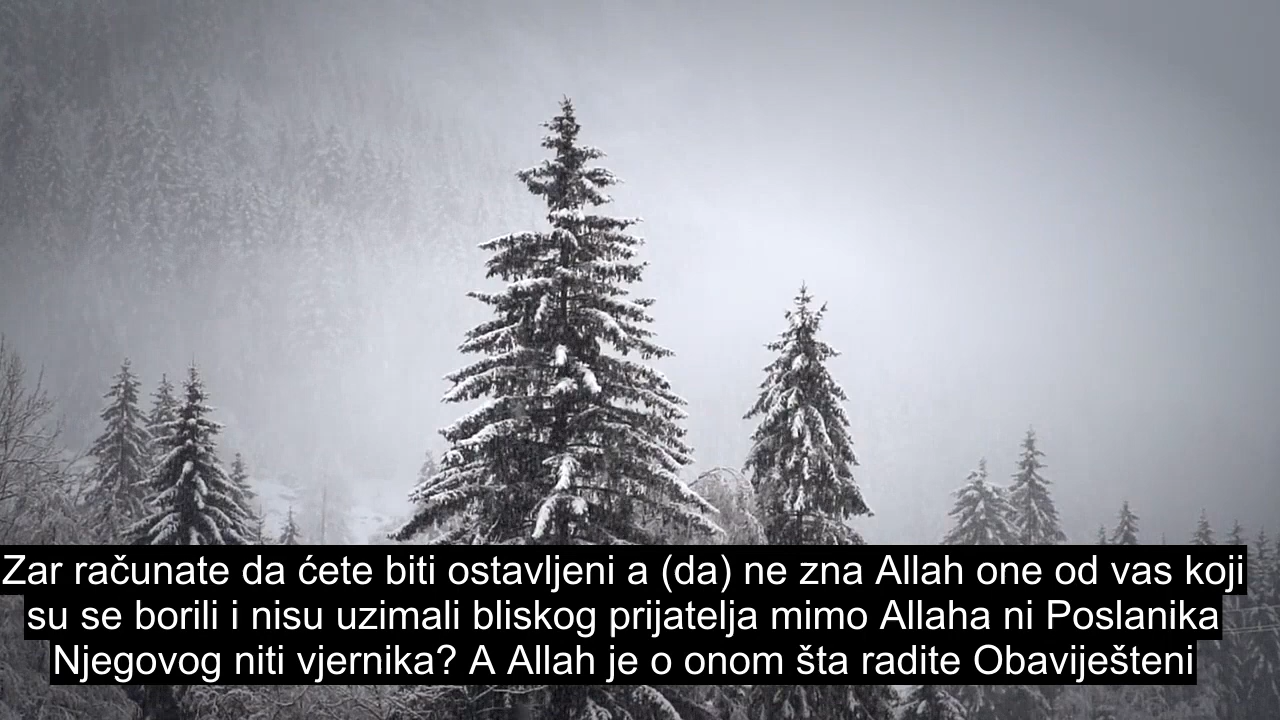 Zar računate da ćete biti ostavljeni a (da) ne zna Allah one od vas koji
su se borili i nisu uzimali bliskog prijatelja mimo Allaha ni Poslanika
Njegovog niti vjernika? A Allah je o onom šta radite Obaviješteni